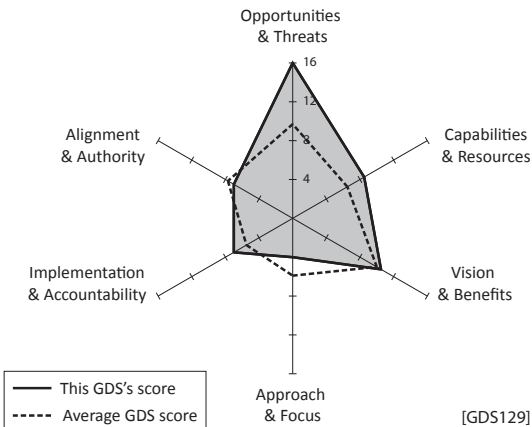 Opportunities
& Threats
16
12
8
4
Alignment
& Authority
Capabilities
& Resources
Implementation
& Accountability
Vision
& Benefits
Approach
& Focus
This GDS's score
Average GDS score
[GDS129]